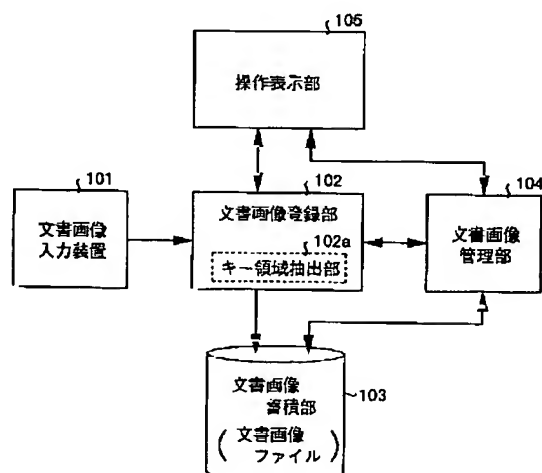 105
操作表示部
101
文書画像
入力装置
102
文書画像登録部
102a
キー領域抽出部
104
文書画像
管理部
文書画像
蓄積部
(文書画像
ファイル)
103